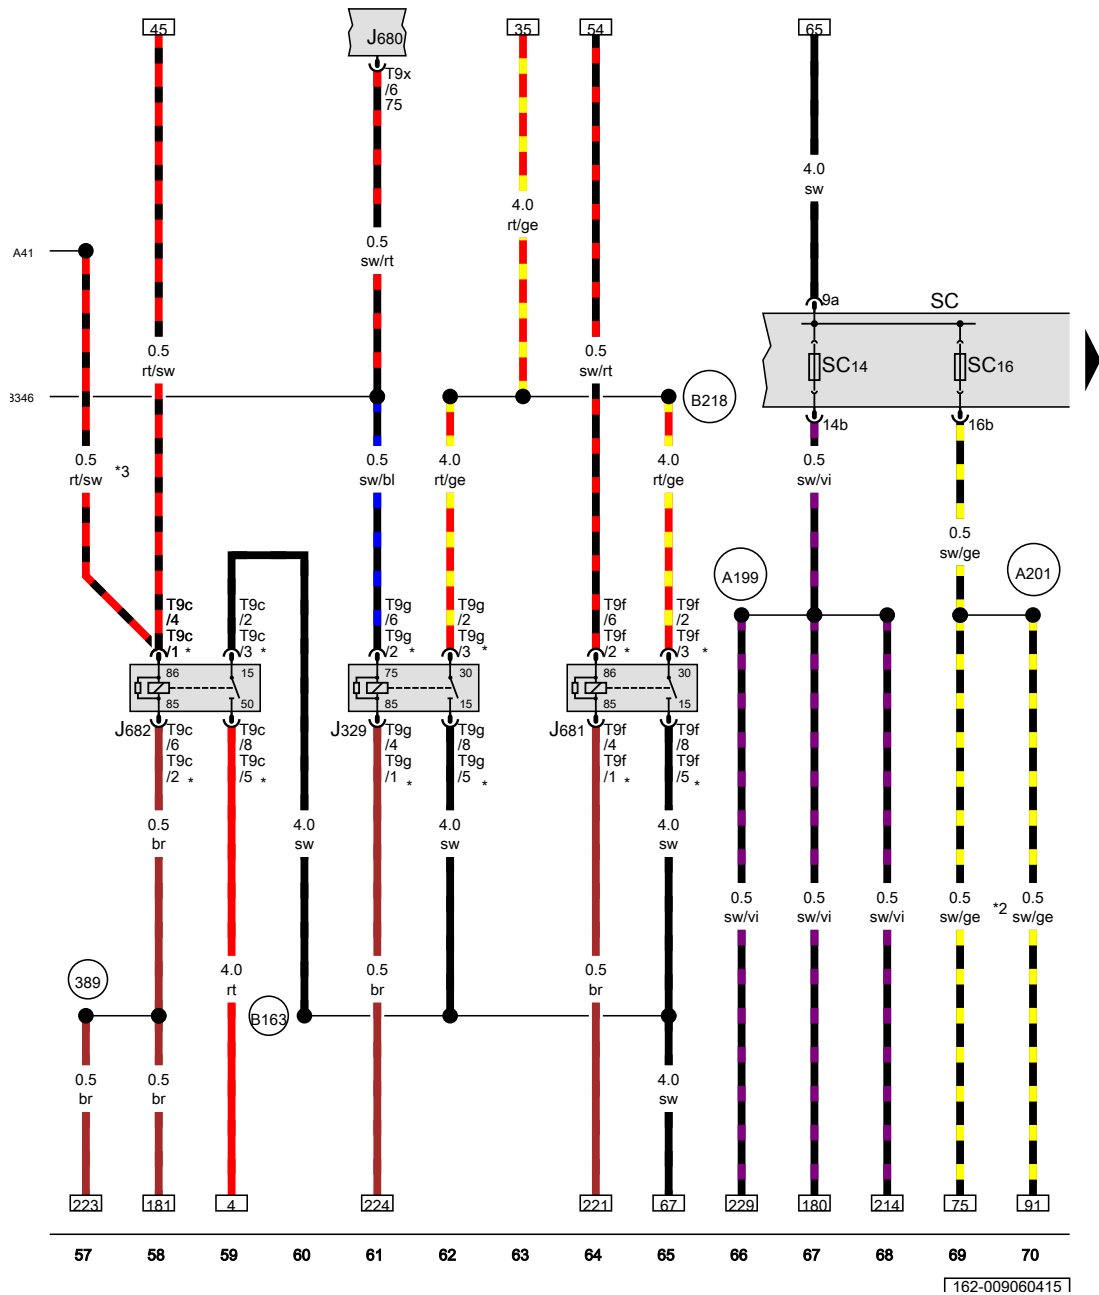 45
J680
35
54
65
T9x
/6
75
4.0
sw
4.0
rt/ge
A41
0.5
sw/rt
9a
SC
0.5
rt/sw
0.5
sw/rt
SC14
SC16
B218
14b
16b
0.5
rt/sw
*3
0.5
sw/bl
4.0
rt/ge
4.0
rt/ge
0.5
sw/vi
0.5
sw/ge
A199
A201
T9c
/4
T9c
/1 *
T9c
/2
T9c
/3 *
T9g
/6
T9g
/2 *
T9g
/2
T9g
/3 *
T9f
/6
T9f
/2 *
T9f
/2
T9f
/3 *
86
15
75
30
86
30
85
50
85
15
85
15
J682
J329
J681
T9c
/6
T9c
/2 *
T9c
/8
T9c
/5 *
T9g
/4
T9g
/1 *
T9g
/8
T9g
/5 *
T9f
/4
T9f
/1 *
T9f
/8
T9f
/5 *
0.5
br
4.0
sw
4.0
sw
4.0
sw
0.5
sw/vi
0.5
sw/vi
0.5
sw/vi
0.5
sw/ge
*2
0.5
sw/ge
389
4.0
rt
B163
0.5
br
0.5
br
0.5
br
0.5
br
4.0
sw
223
181
4
224
221
67
229
180
214
75
91
57 58 59 60 61 62 63 64 65 66 67 68 69 70
162-009060415